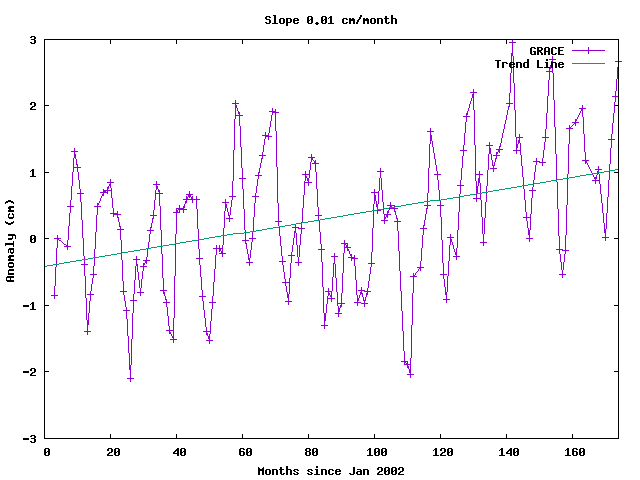 Slope 0.01 cm/month
GRACE
Trend Line
3
2
1
0
-1
-2
-3
Anomaly (cm)
0 20 40 60 80 100 120 140 160
Months since Jan 2002